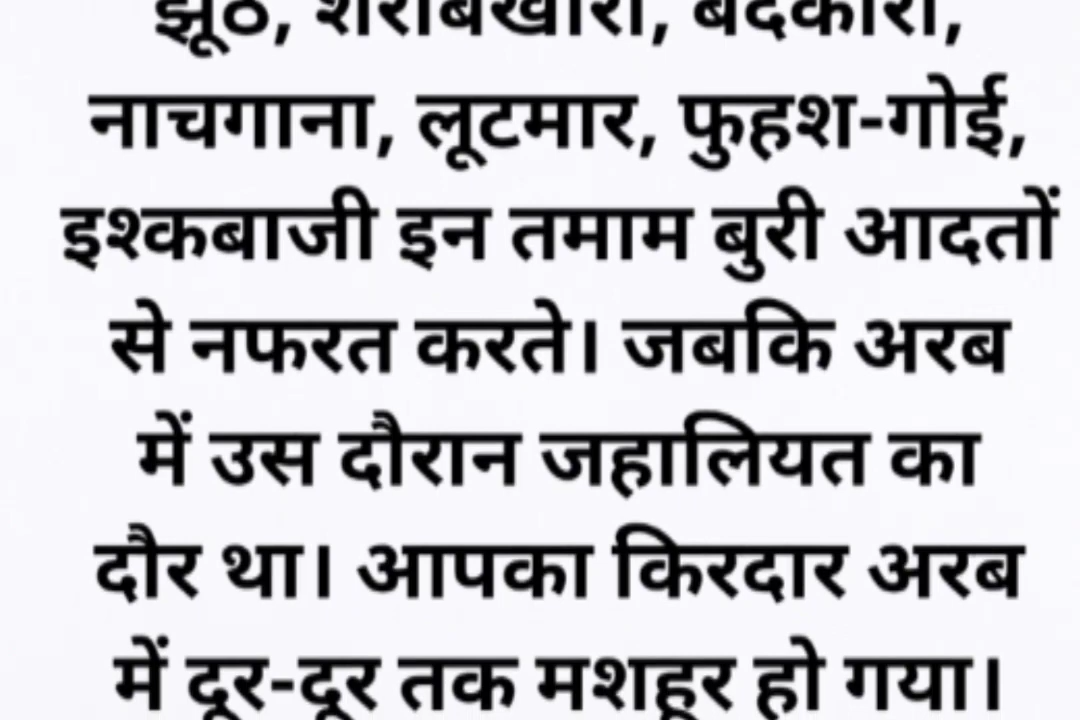 झूठ, शराबखोरी, बदकारी,
नाचगाना, लूटमार, फुहश-गोई,
इश्कबाजी इन तमाम बुरी आदतों
से नफरत करते। जबकि अरब
में उस दौरान जहालियत का
दौर था। आपका किरदार अरब
में दूर-दूर तक मशहूर हो गया।